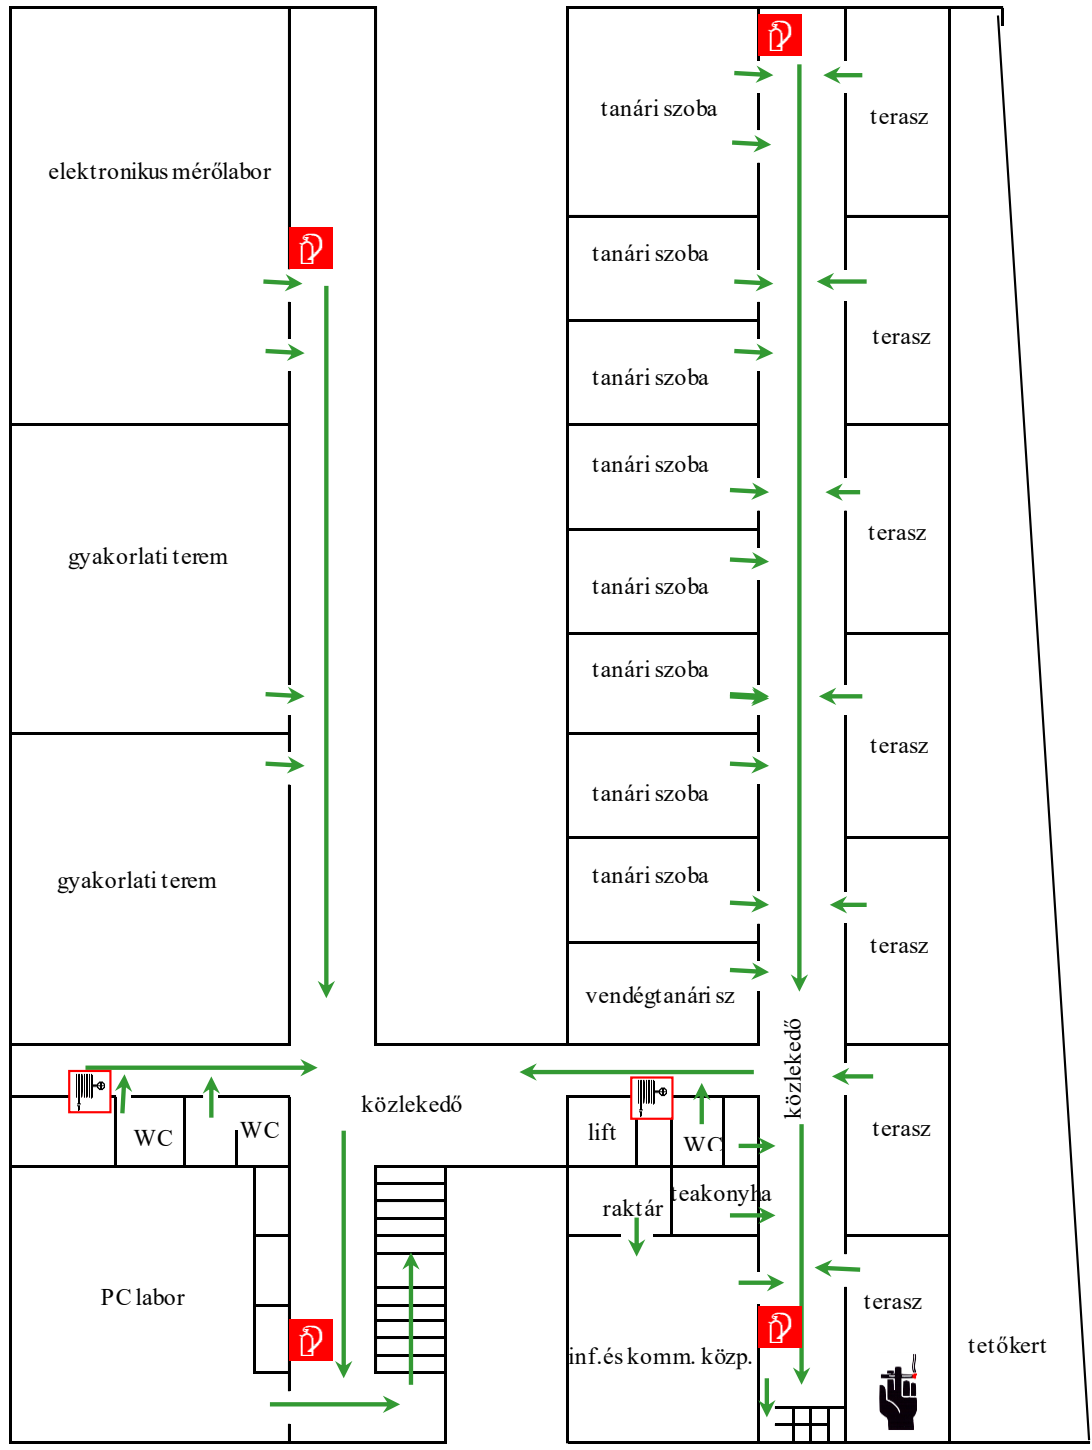 tanári szoba
terasz
elektronikus mérőlabor
tanári szoba
terasz
tanári szoba
tanári szoba
terasz
gyakorlati terem
tanári szoba
tanári szoba
terasz
tanári szoba
gyakorlati terem
tanári szoba
terasz
vendégtanári sz
közlekedő
közlekedő
WC
WC
lift
WC
terasz
teakonyha
raktár
PC labor
terasz
inf.és komm. közp.
tetőkert